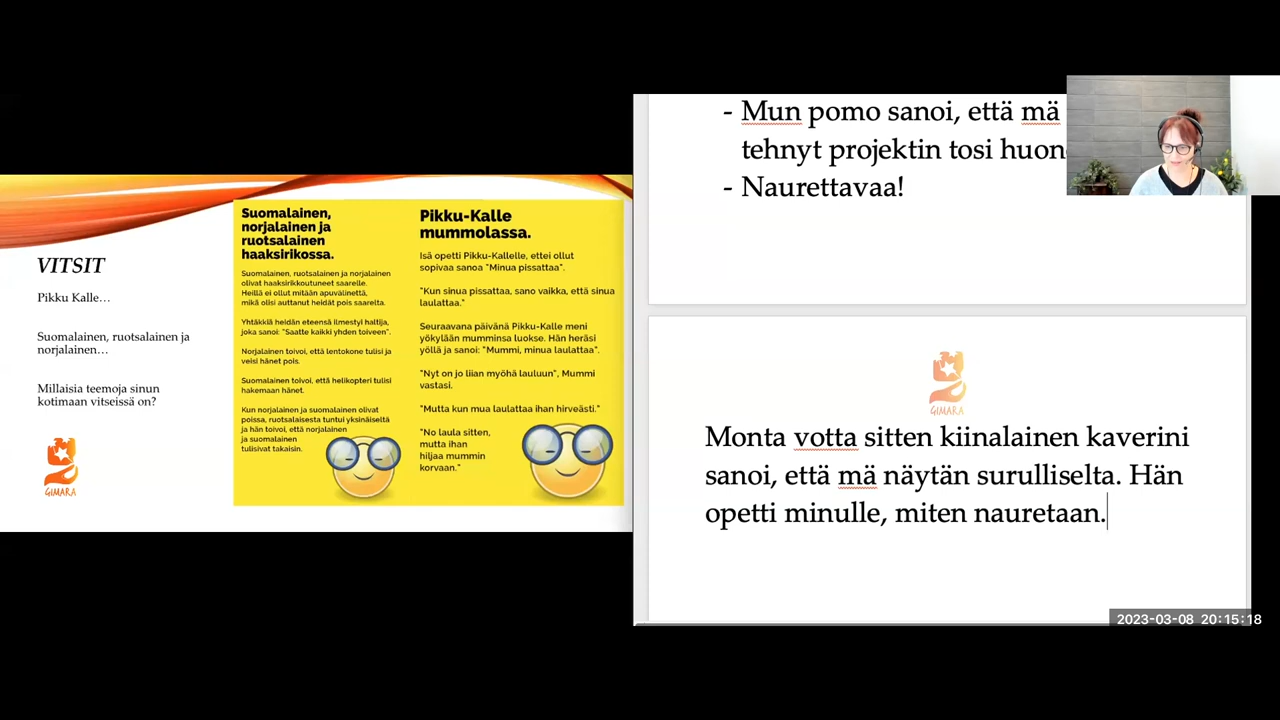 VITSIT
Pikku Kalle…
Suomalainen, ruotsalainen ja
norjalainen…
Millaisia teemoja sinun
kotimaan vitseissä on?
GIMARA
Suomalainen,
norjalainen ja
ruotsalainen
haaksirikossa.
Suomalainen, ruotsalainen ja norjalainen
olivat haaksirikkoutuneet saarelle.
Heillä ei ollut mitään apuvälinettä,
mikä olisi auttanut heidät pois saarelta.
Yhtäkkiä heidän eteensä ilmestyi haltija,
joka sanoi: "Saatte kaikki yhden toiveen".
Norjalainen toivoi, että lentokone tulisi ja
veisi hänet pois.
Suomalainen toivoi, että helikopteri tulisi
hakemaan hänet.
Kun norjalainen ja suomalainen olivat
poissa, ruotsalaisesta tuntui yksinäiseltä
ja hän toivoi, että norjalainen
ja suomalainen
tulisivat takaisin.
Pikku-Kalle
mummolassa.
Isä opetti Pikku-Kallelle, ettei ollut
sopivaa sanoa "Minua pissattaa".
"Kun sinua pissattaa, sano vaikka, että sinua
laulattaa."
Seuraavana päivänä Pikku-Kalle meni
yökylään mumminsa luokse. Hän heräsi
yöllä ja sanoi: "Mummi, minua laulattaa".
"Nyt on jo liian myöhä lauluun", Mummi
vastasi.
"Mutta kun mua laulattaa ihan hirveästi."
"No laula sitten,
mutta ihan
hiljaa mummin
korvaan."
- Mun pomo sanoi, että mä
tehnyt projektin tosi huon
- Naurettavaa!
GIMARA
Monta votta sitten kiinalainen kaverini
sanoi, että mä näytän surulliselta. Hän
opetti minulle, miten nauretaan.
2023-03-08 20:15:18